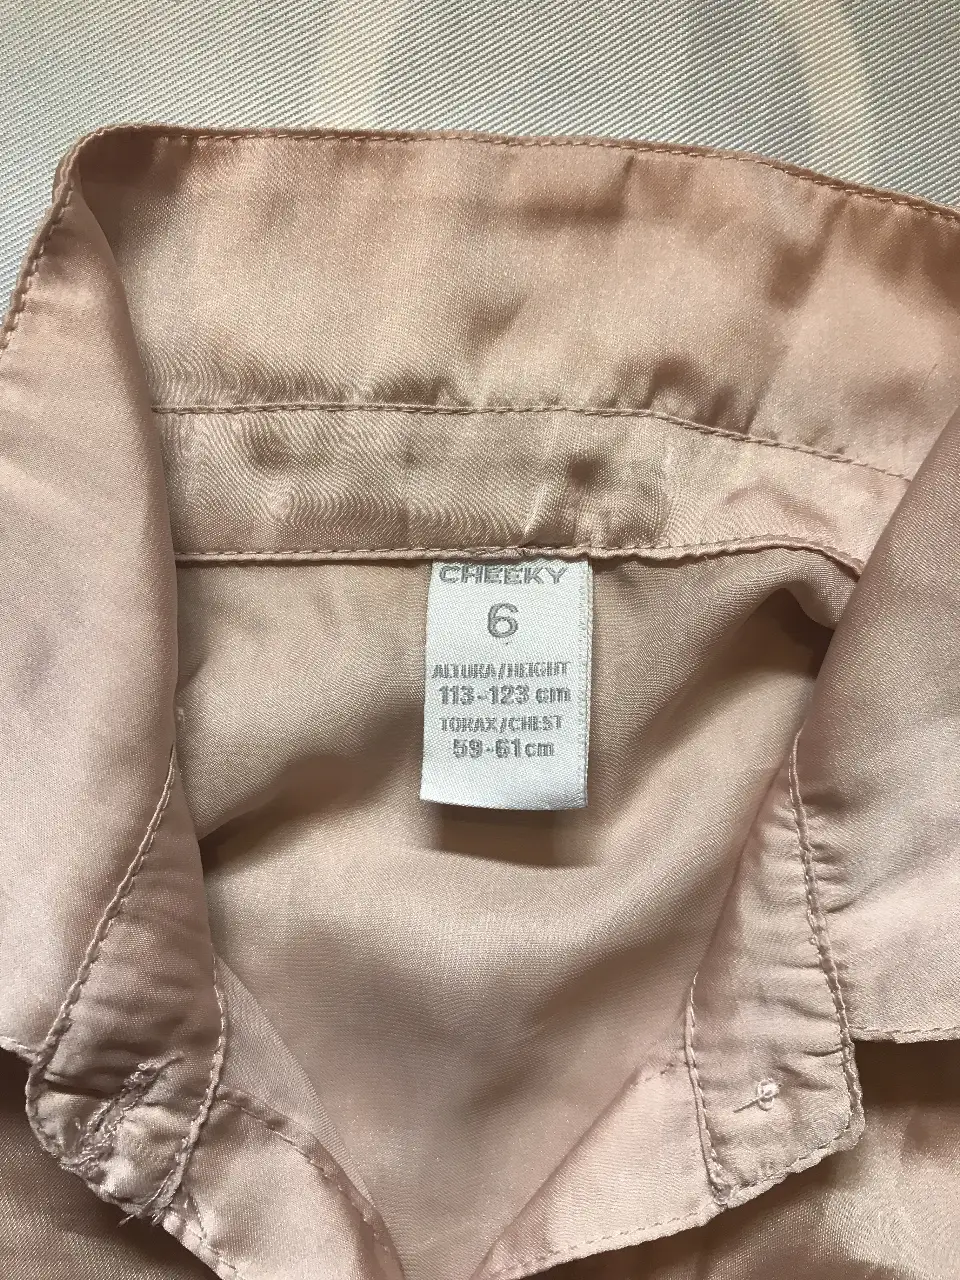 CHEEKY
6
ALTURA/HEIGHT
113-123 cm
TORAX/CHEST
59-61cm